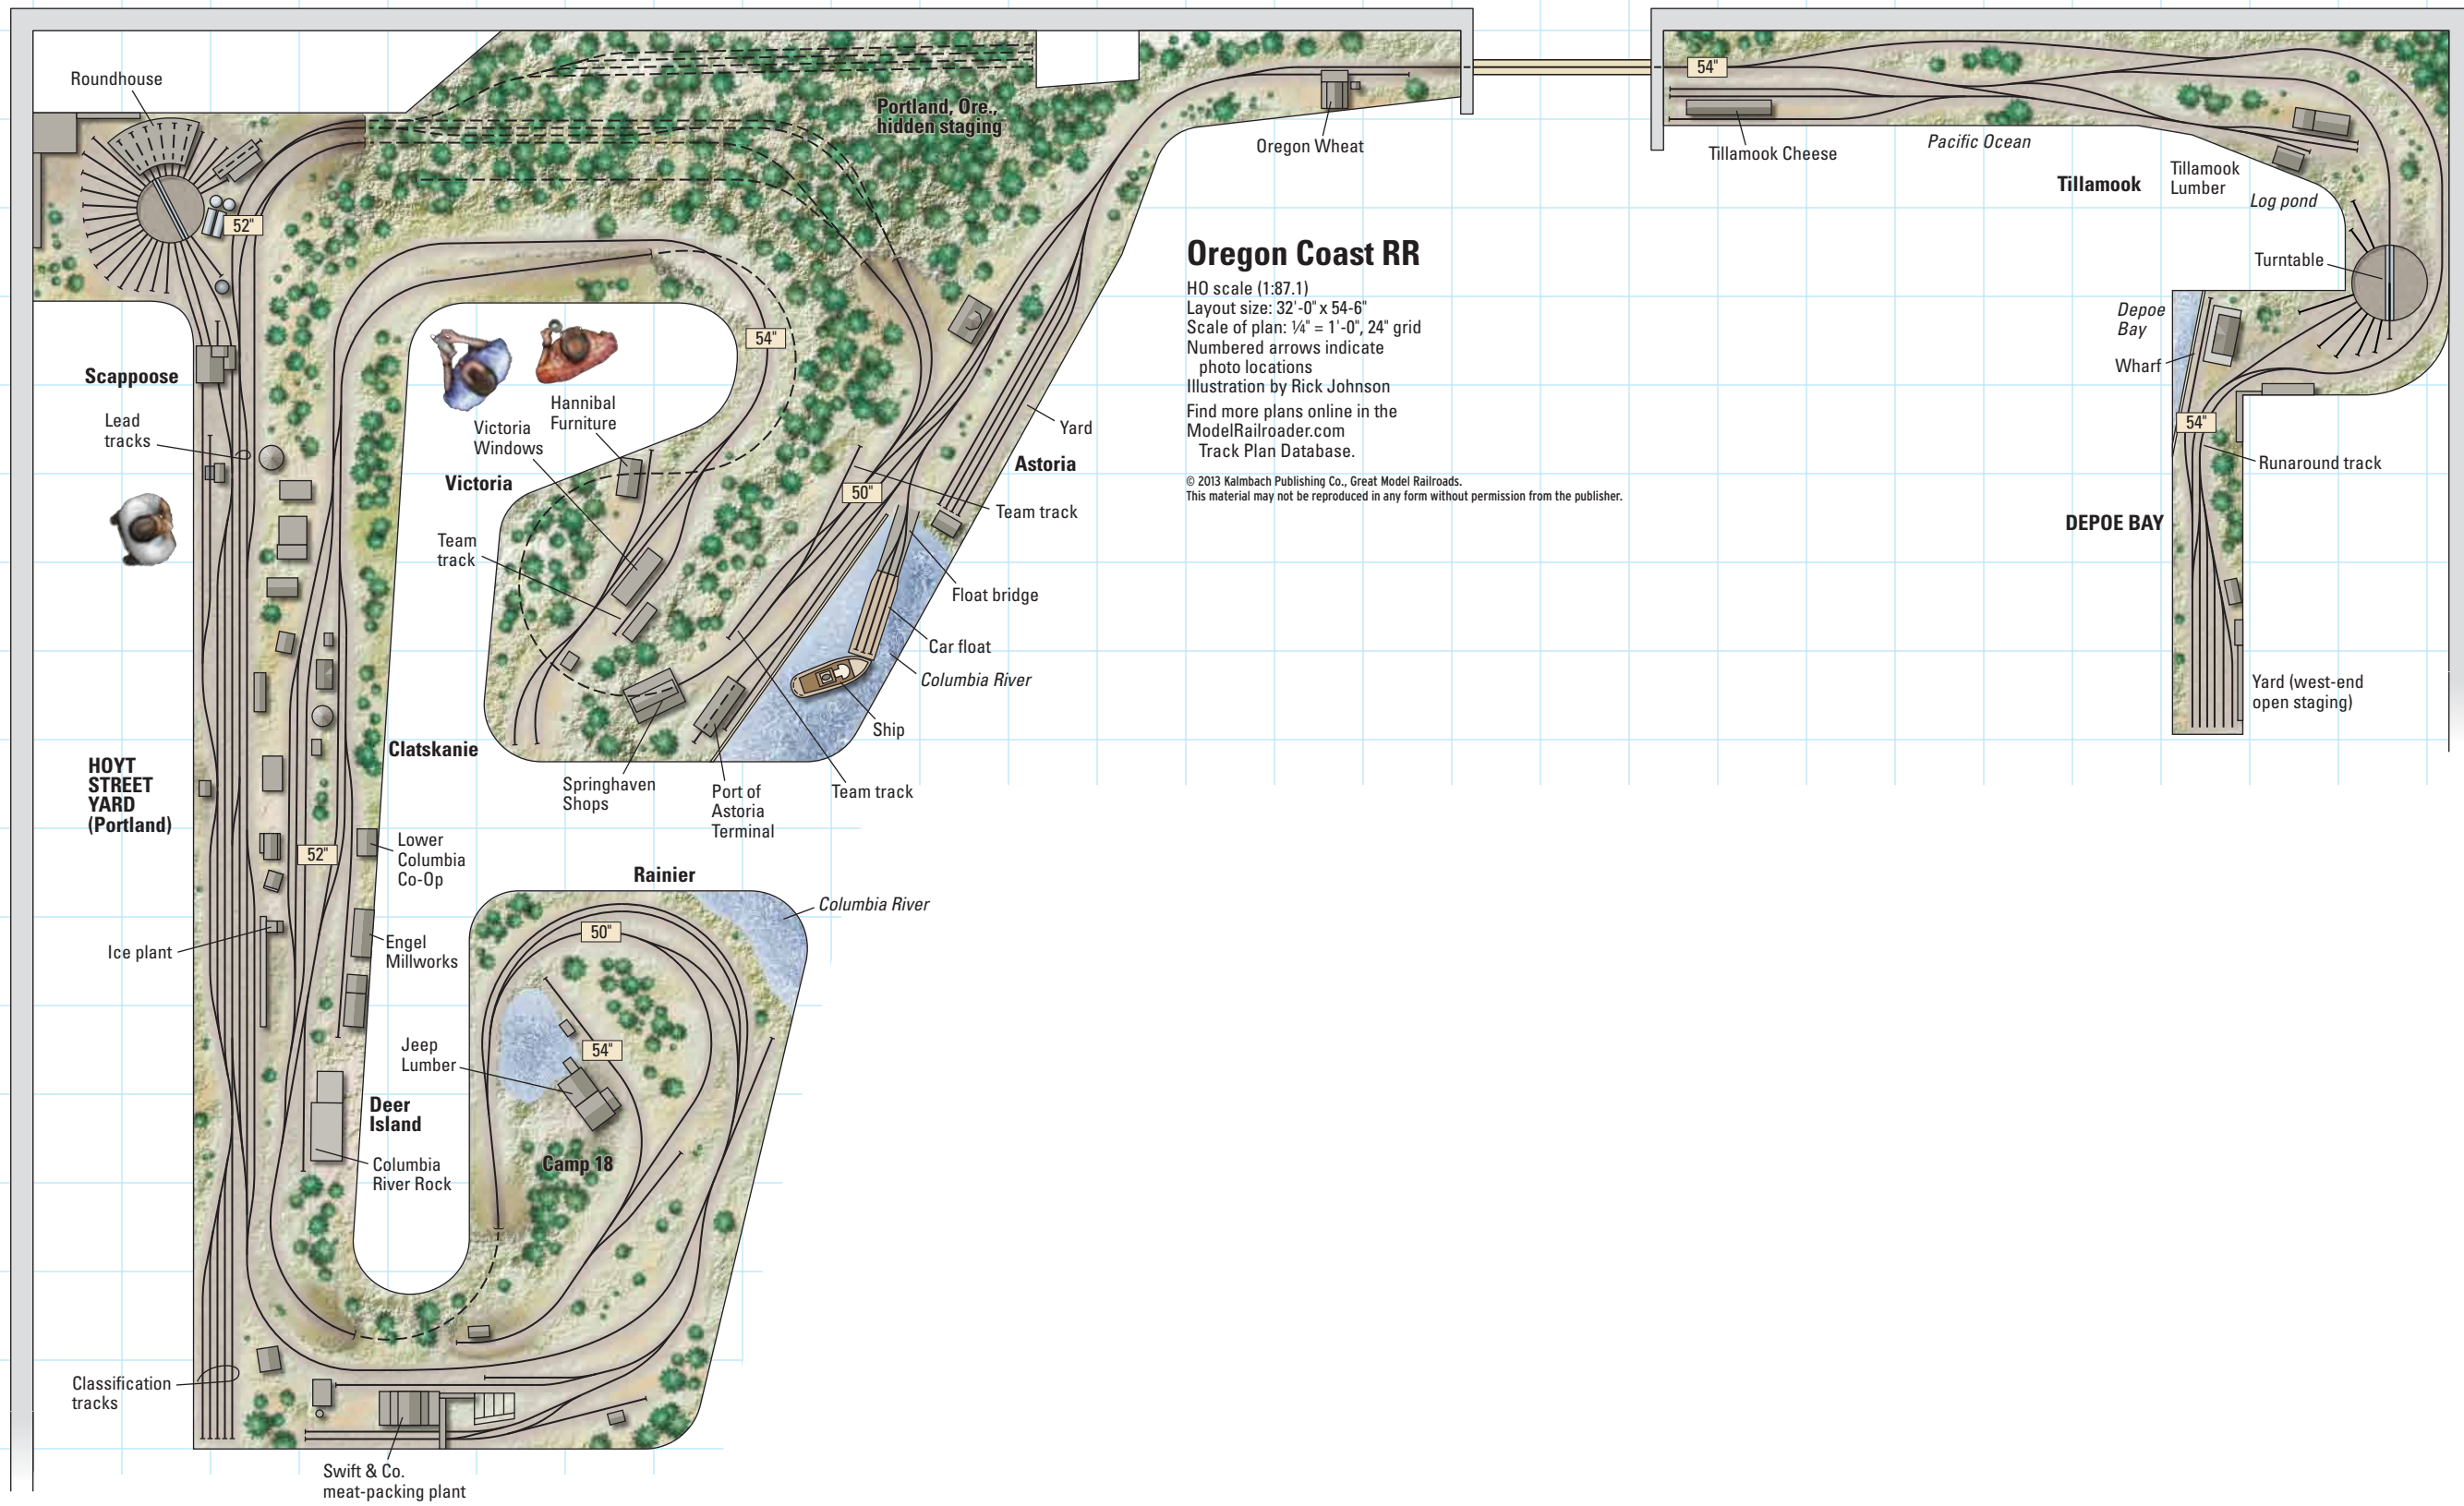 Roundhouse
52"
Scappoose
Lead
tracks
HOYT
STREET
YARD
(Portland)
Ice plant
Classification
tracks
Swift & Co.
meat-packing plant
Portland, Ore.,
hidden staging
54"
Hannibal
Furniture
Victoria
Windows
Victoria
Team
track
Clatskanie
52"
Lower
Columbia
Co-Op
Engel
Millworks
Deer
Island
Columbia
River Rock
Springhaven
Shops
Port of
Astoria
Terminal
Team track
Ship
Columbia River
Car float
Float bridge
Team track
50"
Astoria
Yard
Rainier
Columbia River
50"
Jeep
Lumber
54"
Camp 18
Oregon Wheat
Oregon Coast RR
HO scale (1:87.1)
Layout size: 32'-0" x 54-6"
Scale of plan: ¼" = 1'-0", 24" grid
Numbered arrows indicate
photo locations
Illustration by Rick Johnson
Find more plans online in the
ModelRailroader.com
Track Plan Database.
© 2013 Kalmbach Publishing Co., Great Model Railroads.
This material may not be reproduced in any form without permission from the publisher.
54"
Tillamook Cheese
Pacific Ocean
Tillamook
Tillamook
Lumber
Log pond
Turntable
Depoe
Bay
Wharf
54"
Runaround track
DEPOE BAY
Yard (west-end
open staging)